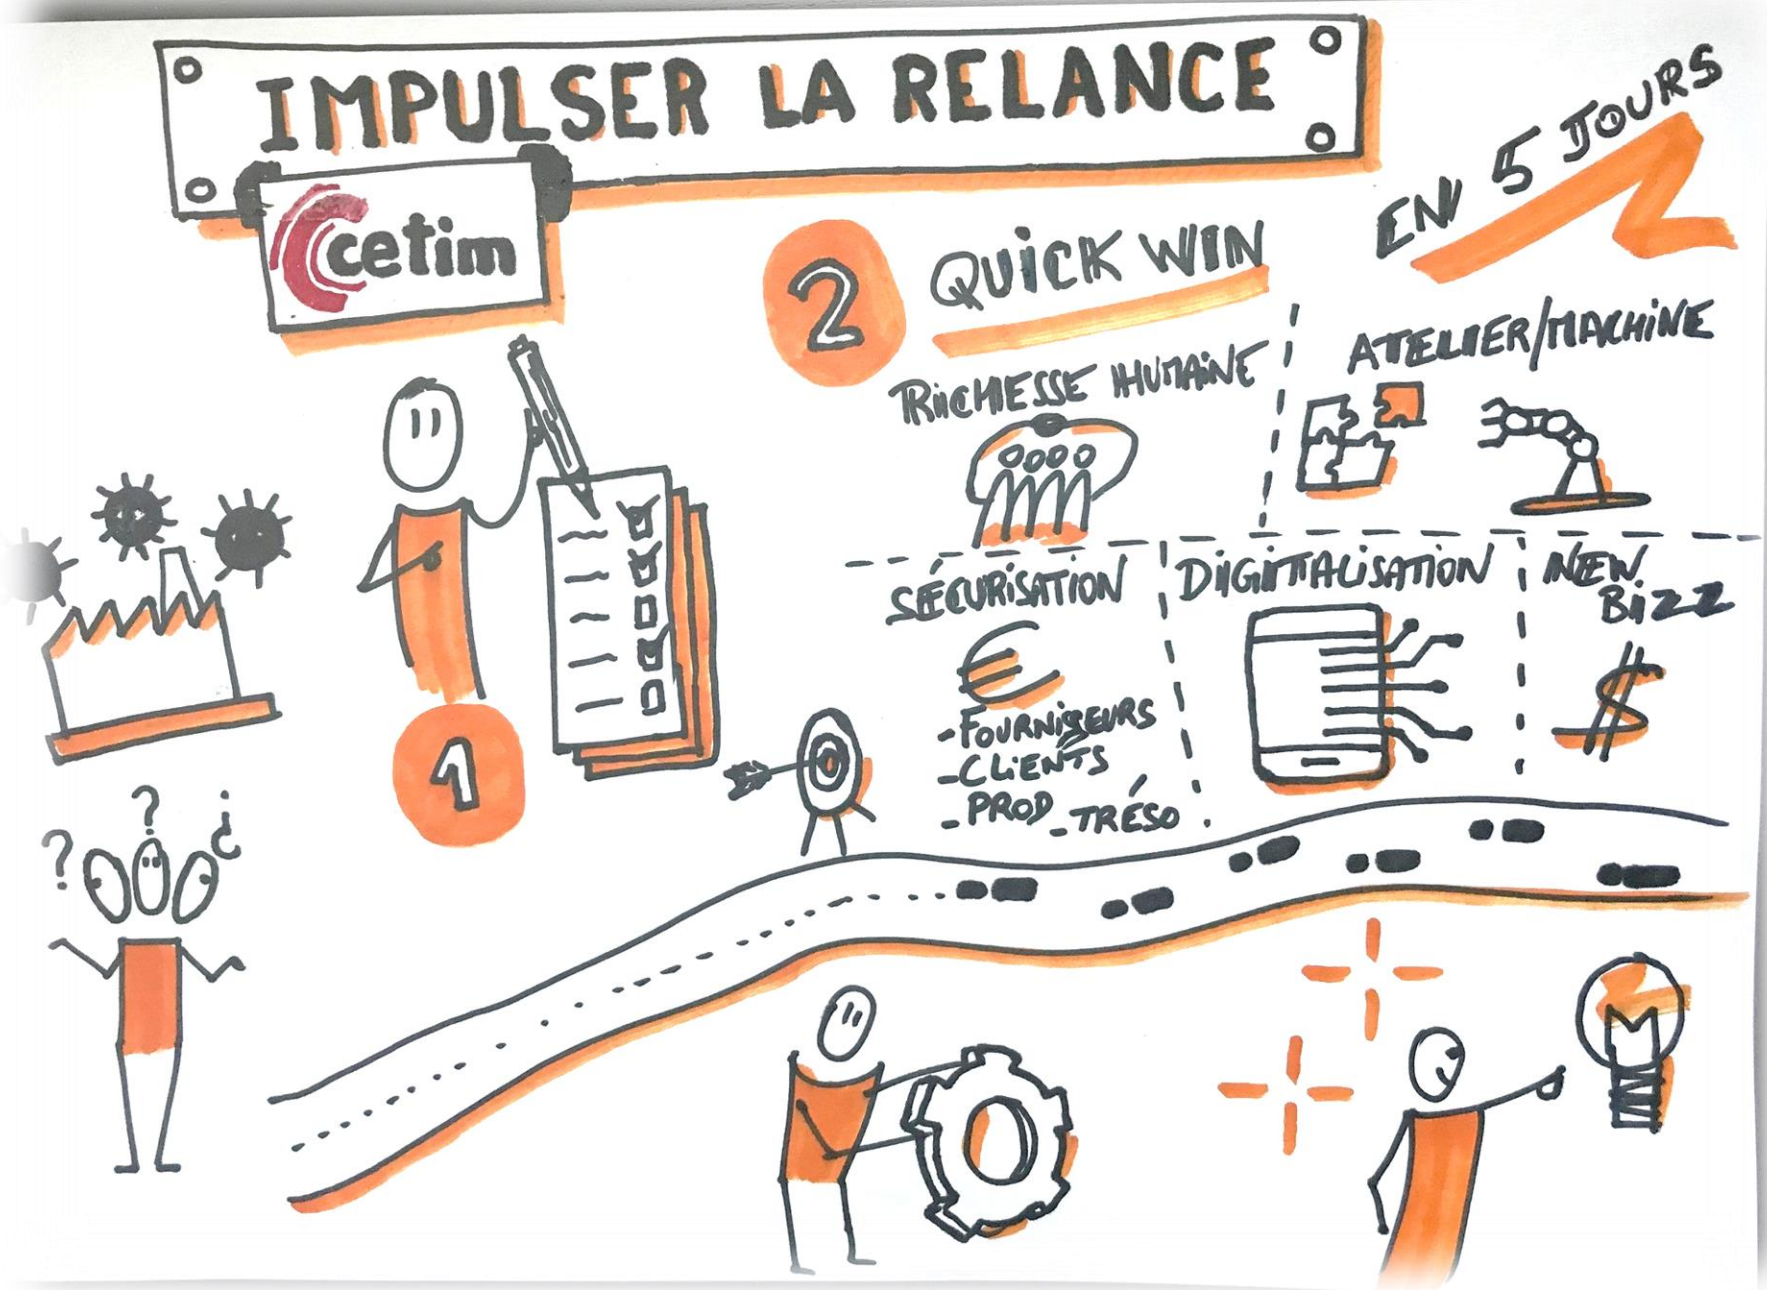 IMPULSER LA RELANCE
cetim
EN 5 JOURS
2 QUICK WIN
RICHESSE HUMAINE
ATELIER/MACHINE
SÉCURISATION
€
- FOURNISSEURS
- CLIENTS
- PROD - TRÉSO
DIGITALISATION
NEW
BIZZ
$
1
? ? ¿